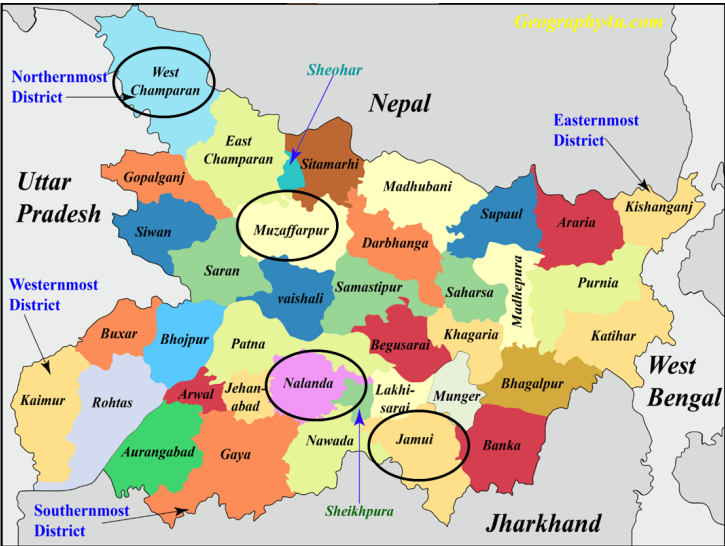 Geography4u.com
West
Champaran
Northernmost
District
Sheohar
Nepal
Easternmost
District
East
Champaran
Sitamarhi
Gopalganj
Madhubani
Uttar
Pradesh
Kishanganj
Supaul
Araria
Siwan
Muzaffarpur
Darbhanga
Saran
Madhepura
Purnia
Westernmost
District
vaishali
Samastipur
Saharsa
Buxar
Bhojpur
Patna
Begusarai
Khagaria
Katihar
West
Bengal
Kaimur
Rohtas
Arwal
Jehan-
abad
Nalanda
Lakhi-
sarai
Munger
Bhagalpur
Aurangabad
Gaya
Nawada
Jamui
Banka
Southernmost
District
Sheikhpura
Jharkhand